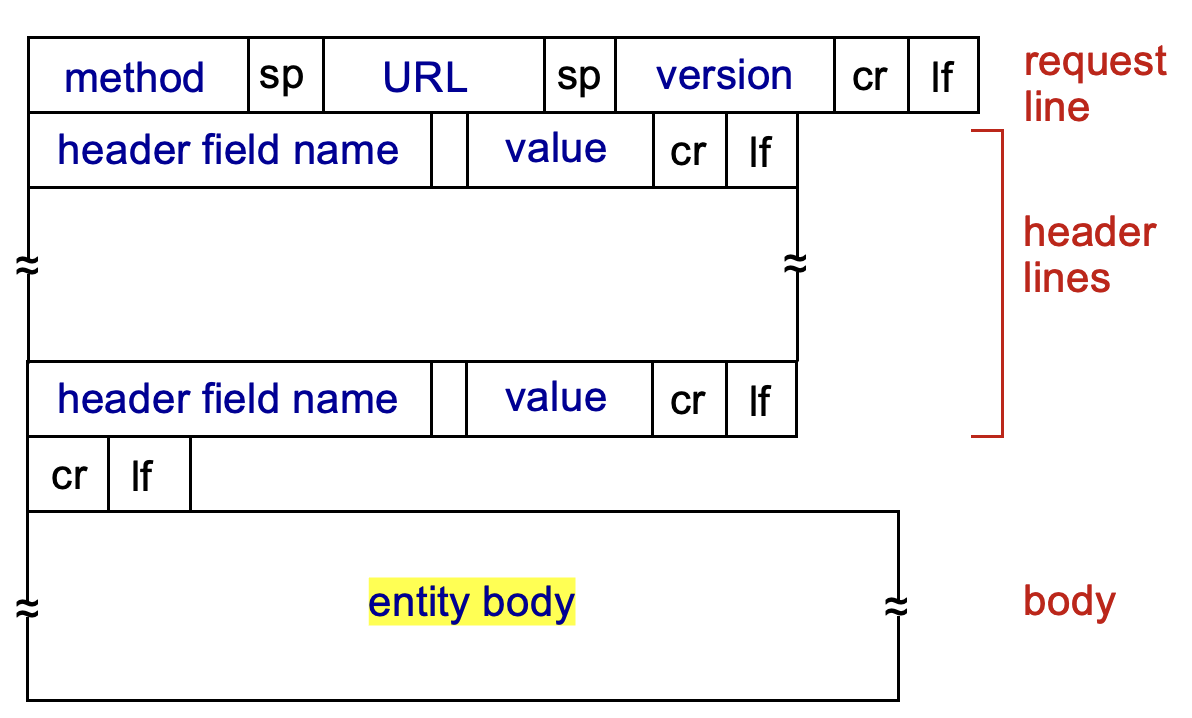 method sp URL sp version cr lf request
line
header field name value cr lf
header
lines
header field name value cr lf
cr lf
entity body body